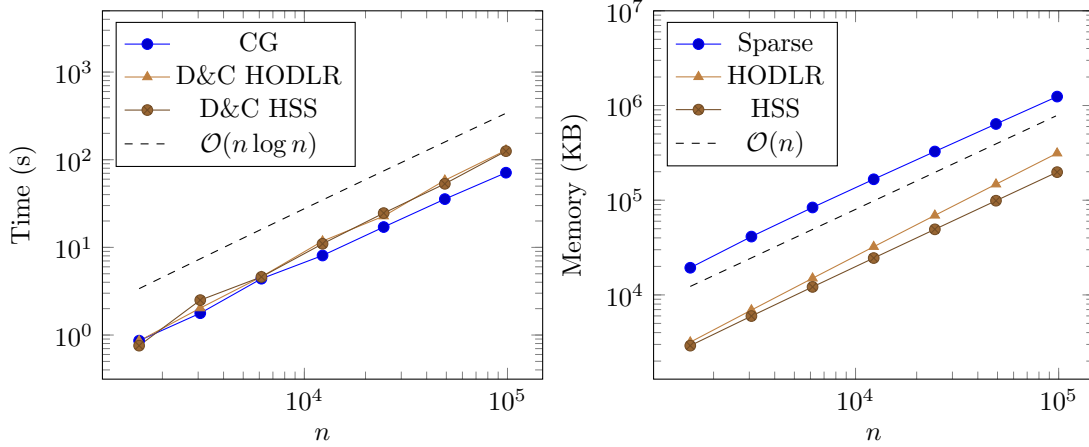 CG
D&C HODLR
D&C HSS
O(n log n)
10^3
10^2
10^1
10^0
Time (s)
10^4
10^5
n
Sparse
HODLR
HSS
O(n)
10^7
10^6
10^5
10^4
Memory (KB)
10^4
10^5
n